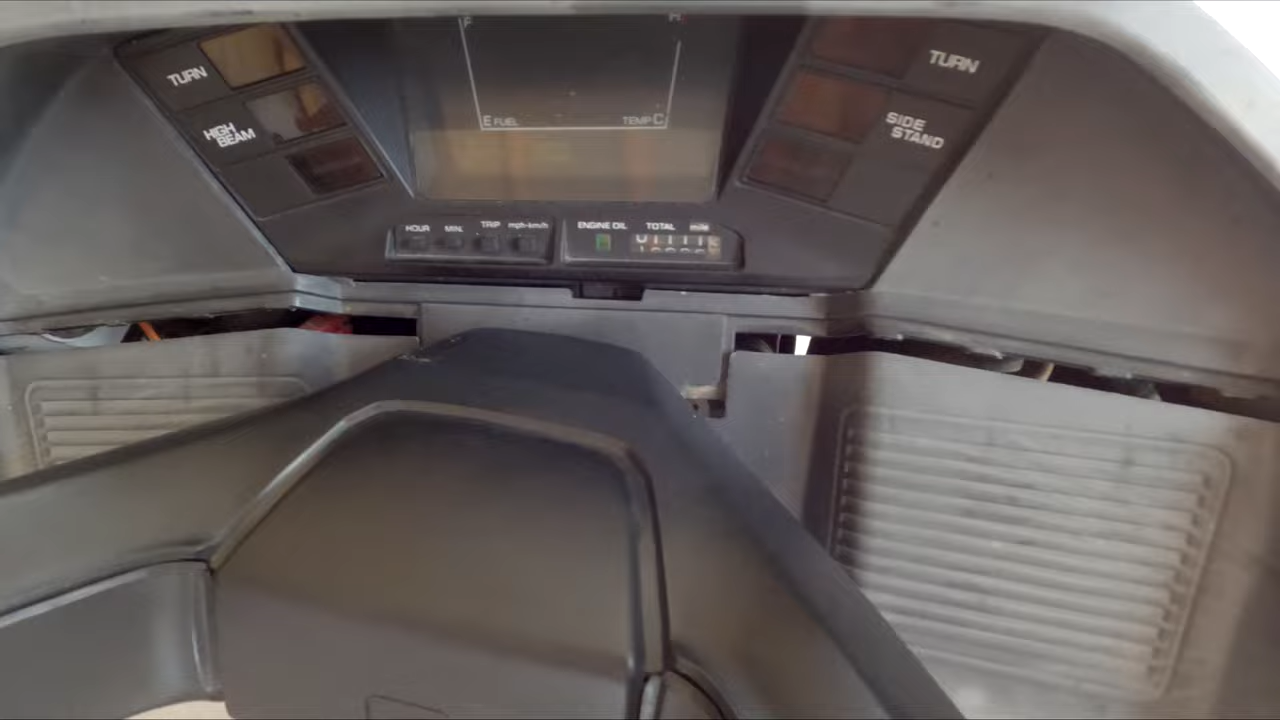 F
H
TURN
TURN
HIGH
BEAM
SIDE
STAND
E FUEL
TEMP C
HOUR
MIN.
TRIP
mph-km/h
ENGINE OIL
TOTAL
mile